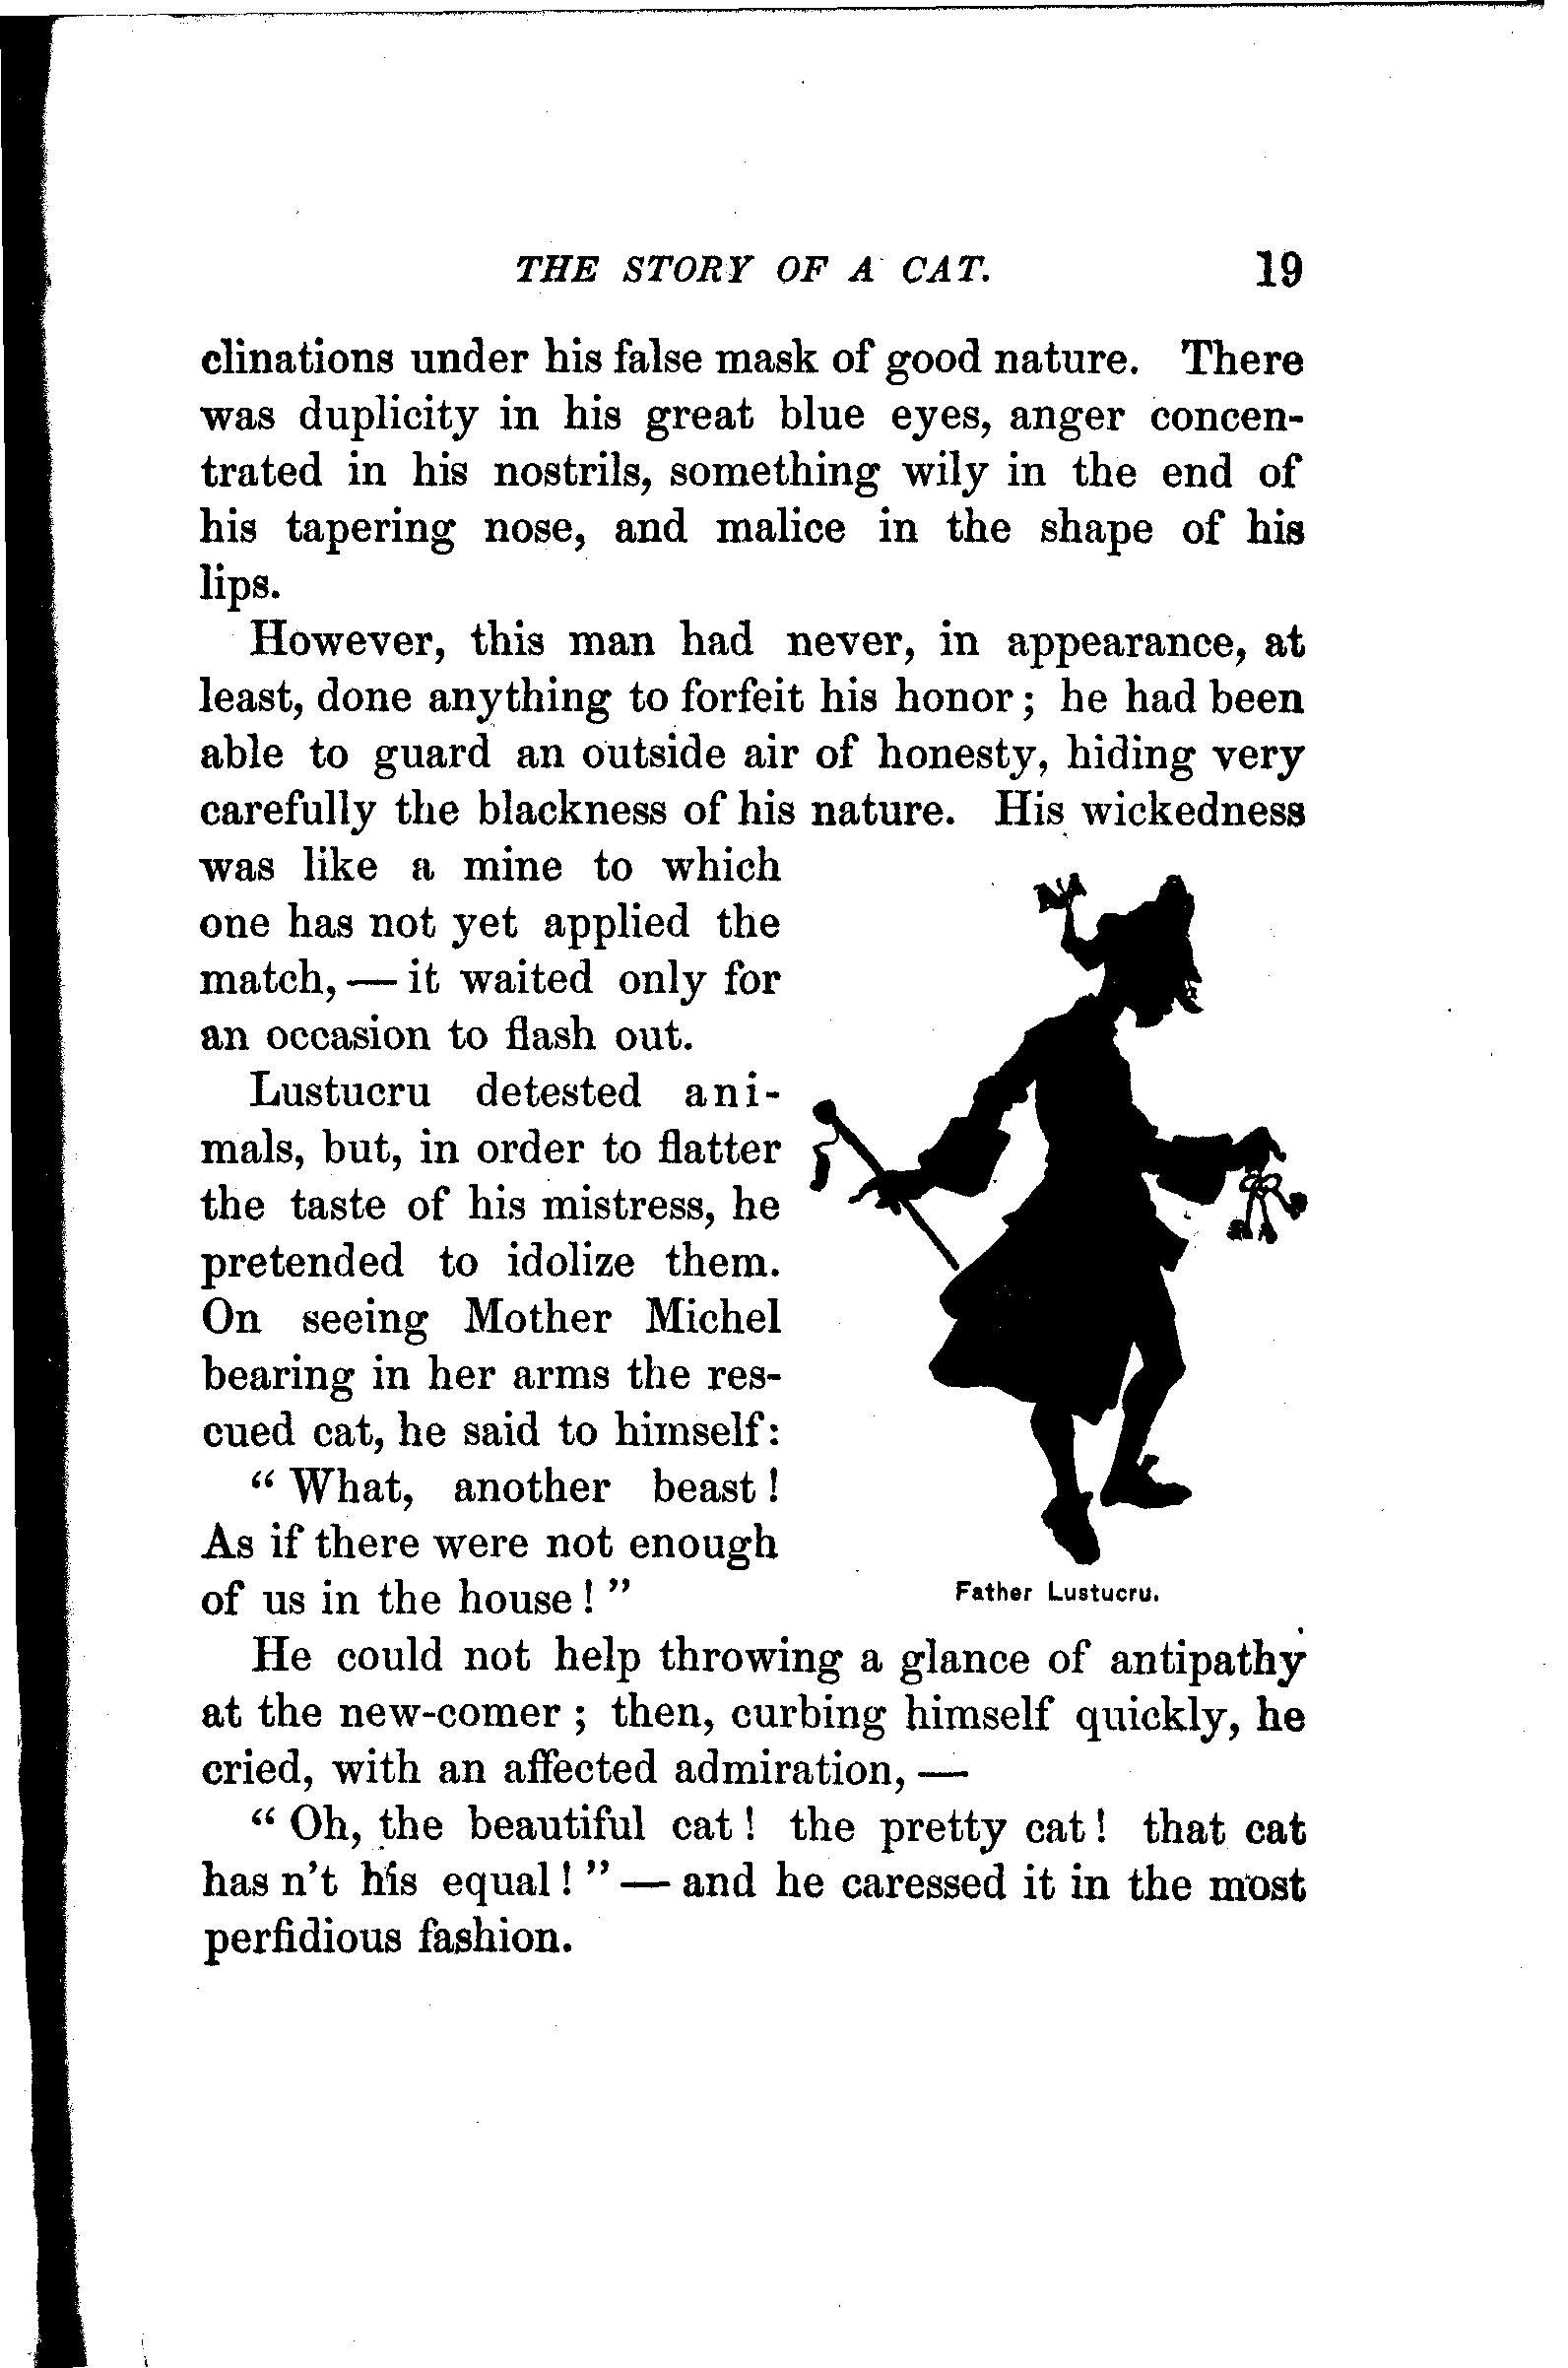 THE STORY OF A CAT. 19
clinations under his false mask of good nature. There
was duplicity in his great blue eyes, anger concen-
trated in his nostrils, something wily in the end of
his tapering nose, and malice in the shape of his
lips.
However, this man had never, in appearance, at
least, done anything to forfeit his honor; he had been
able to guard an outside air of honesty, hiding very
carefully the blackness of his nature. His wickedness
was like a mine to which
one has not yet applied the
match, — it waited only for
an occasion to flash out.
Lustucru detested ani-
mals, but, in order to flatter
the taste of his mistress, he
pretended to idolize them.
On seeing Mother Michel
bearing in her arms the res-
cued cat, he said to himself:
“ What, another beast!
As if there were not enough
of us in the house! ”
Father Lustucru.
He could not help throwing a glance of antipathy
at the new-comer; then, curbing himself quickly, he
cried, with an affected admiration, —
“ Oh, the beautiful cat! the pretty cat! that cat
has n't his equal! ” — and he caressed it in the most
perfidious fashion.